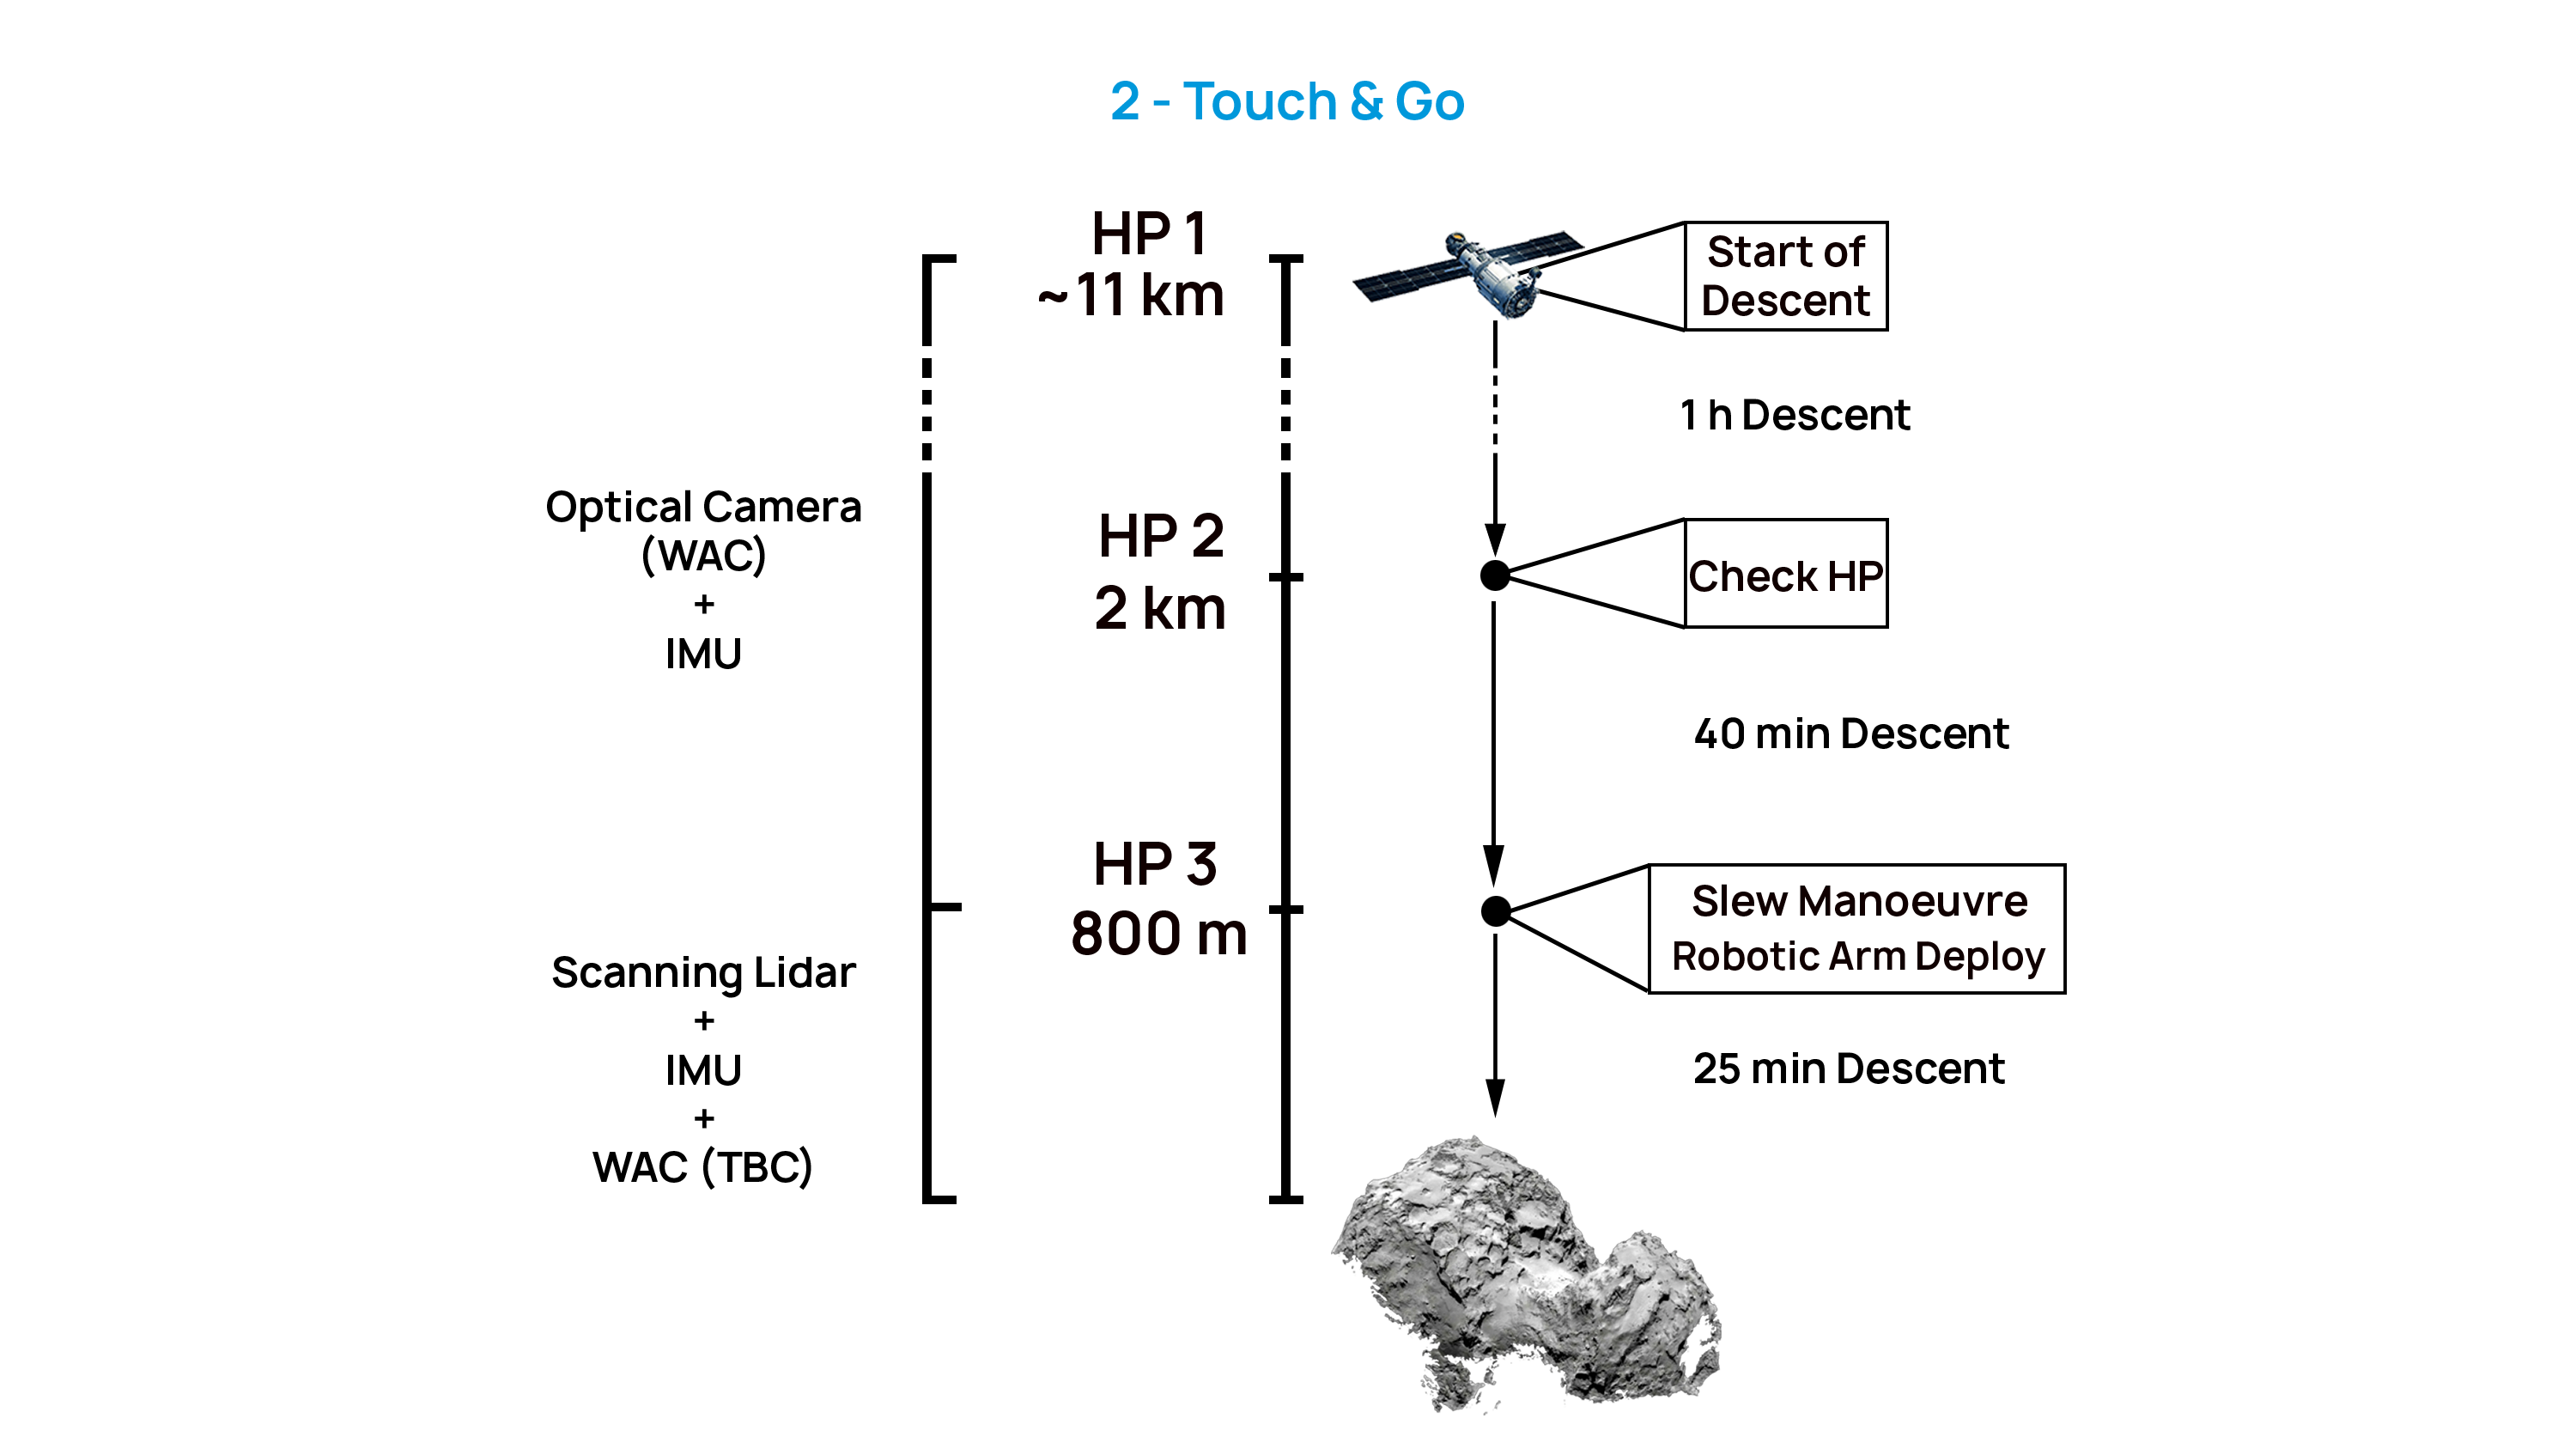 2 - Touch & Go
HP 1
~11 km
Start of
Descent
1 h Descent
Optical Camera
(WAC)
+
IMU
HP 2
2 km
Check HP
40 min Descent
HP 3
800 m
Slew Manoeuvre
Robotic Arm Deploy
Scanning Lidar
+
IMU
+
WAC (TBC)
25 min Descent